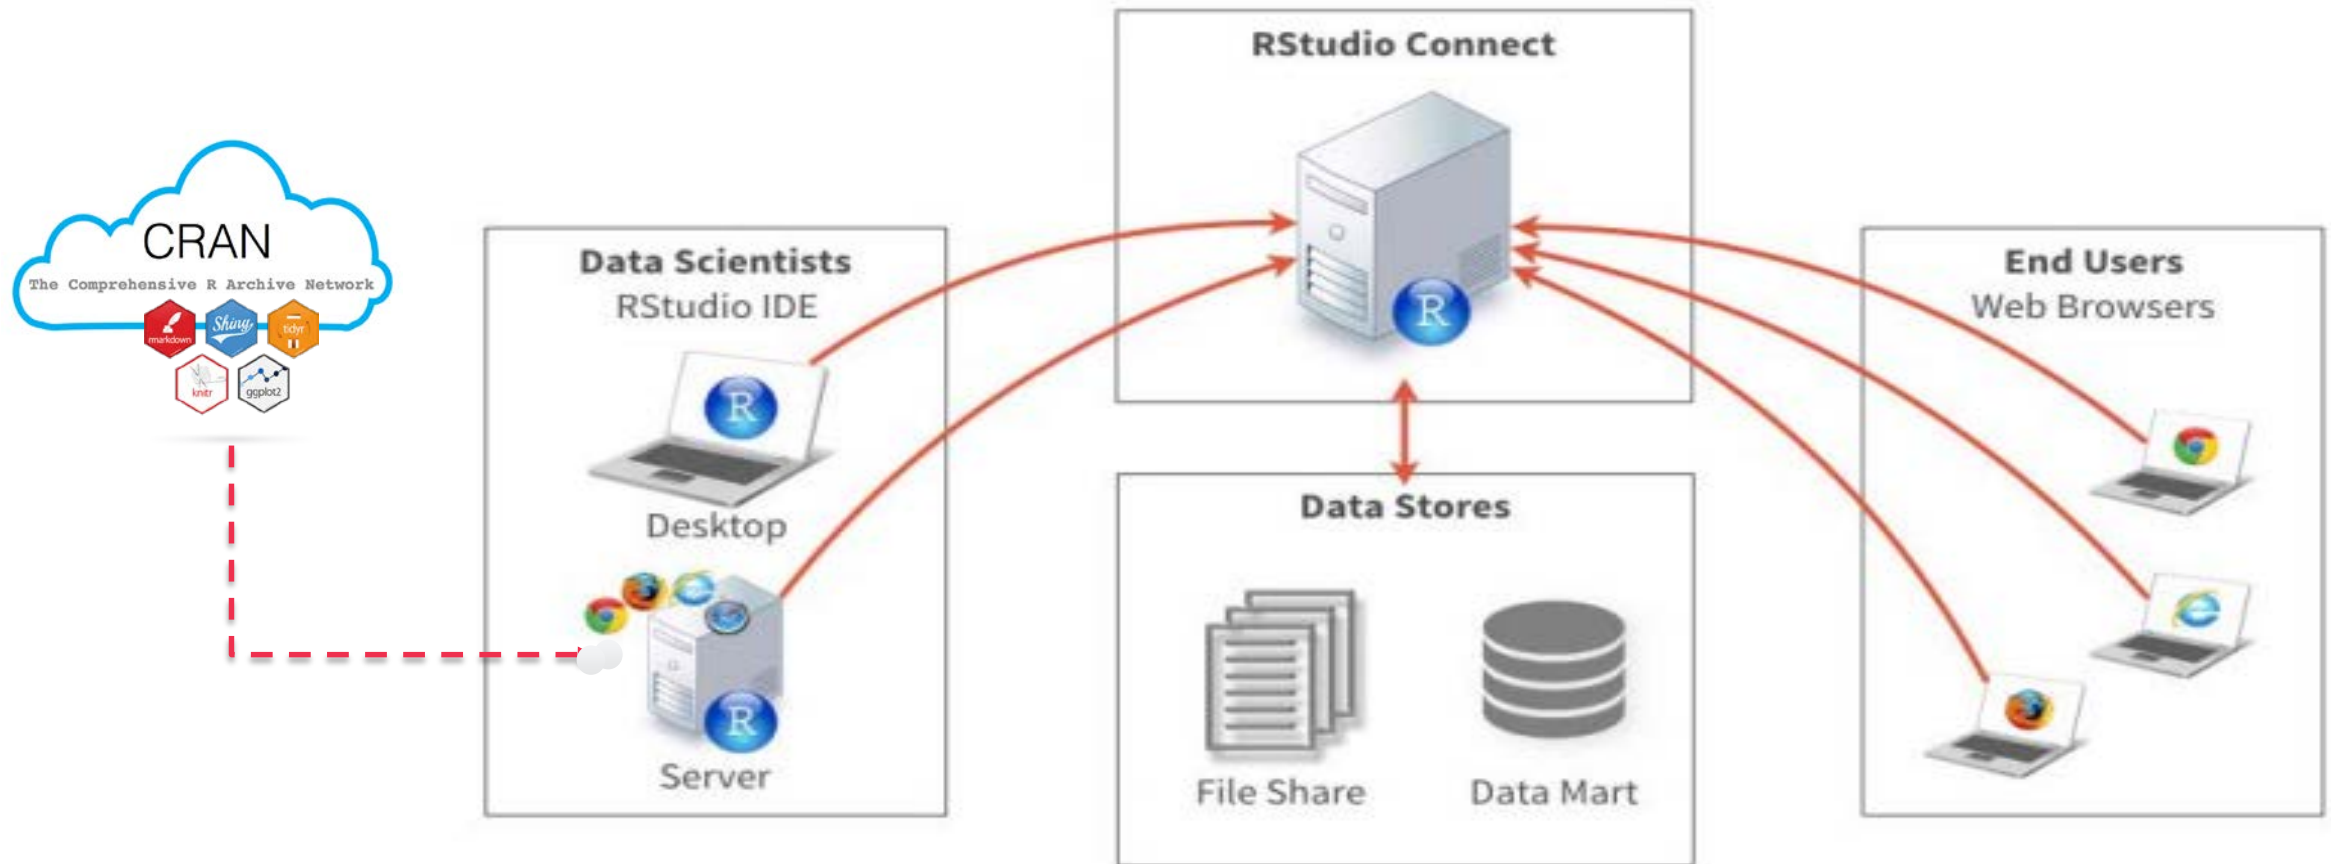 CRAN
The Comprehensive R Archive Network
rmarkdown
Shiny
tidyr
knitr
ggplot2
Data Scientists
RStudio IDE
R
Desktop
R
Server
RStudio Connect
R
Data Stores
File Share
Data Mart
End Users
Web Browsers